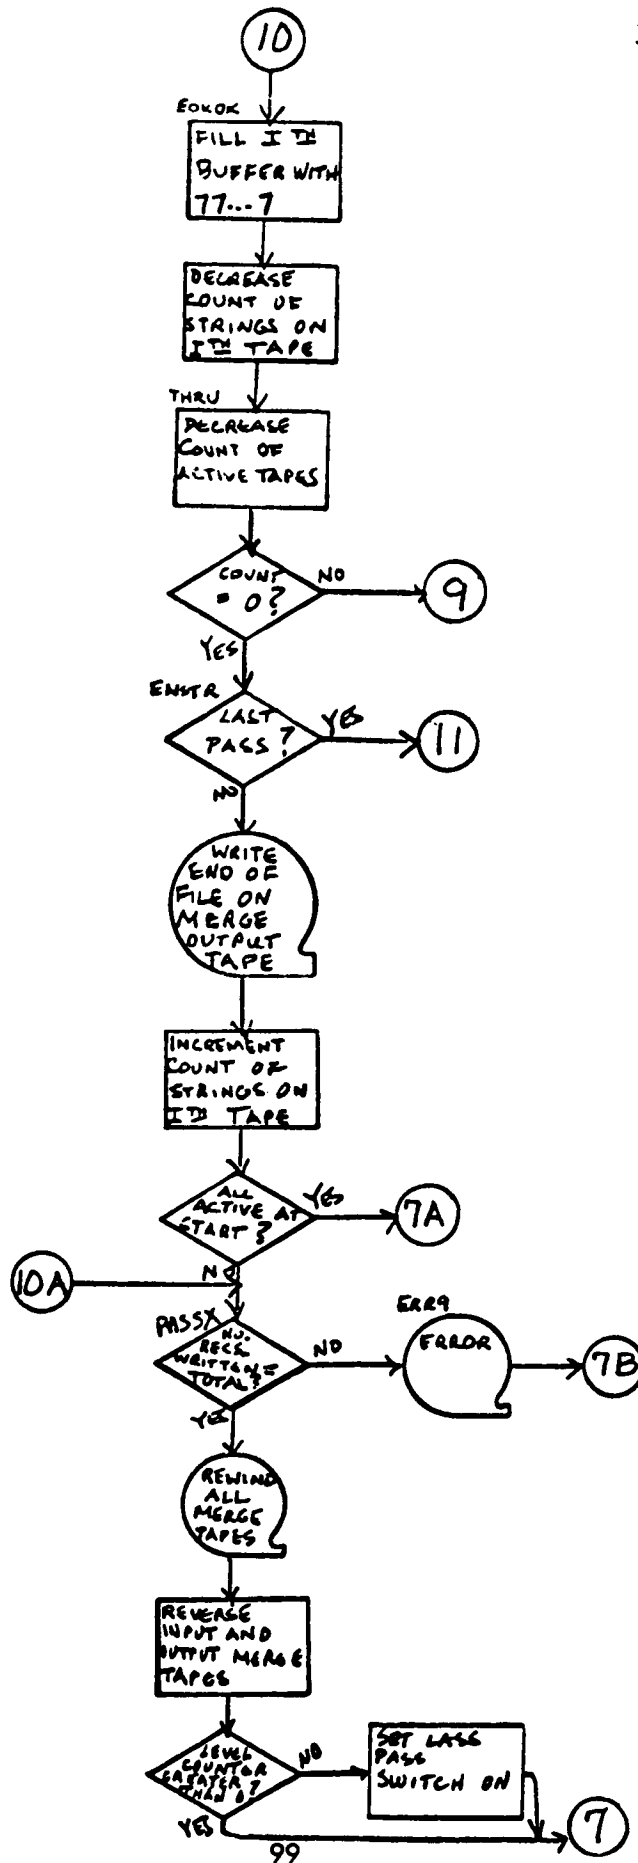 10
EOKOK
FILL I TH
BUFFER WITH
77...7
DECREASE
COUNT OF
STRINGS ON
I TH TAPE
THRU
DECREASE
COUNT OF
ACTIVE TAPES
COUNT
= 0?
NO
9
YES
ENSTR
LAST
PASS?
YES
11
NO
WRITE
END OF
FILE ON
MERGE
OUTPUT
TAPE
INCREMENT
COUNT OF
STRINGS ON
I TH TAPE
ALL
ACTIVE AT
START?
YES
7A
10A
PASSX
NO.
RECS.
WRITTEN =
TOTAL?
NO
ERR9
ERROR
7B
YES
REWIND
ALL
MERGE
TAPES
REVERSE
INPUT AND
OUTPUT MERGE
TAPES
LEVEL
COUNTER
GREATER
THAN 0?
NO
SET LASS
PASS
SWITCH ON
YES
7
99